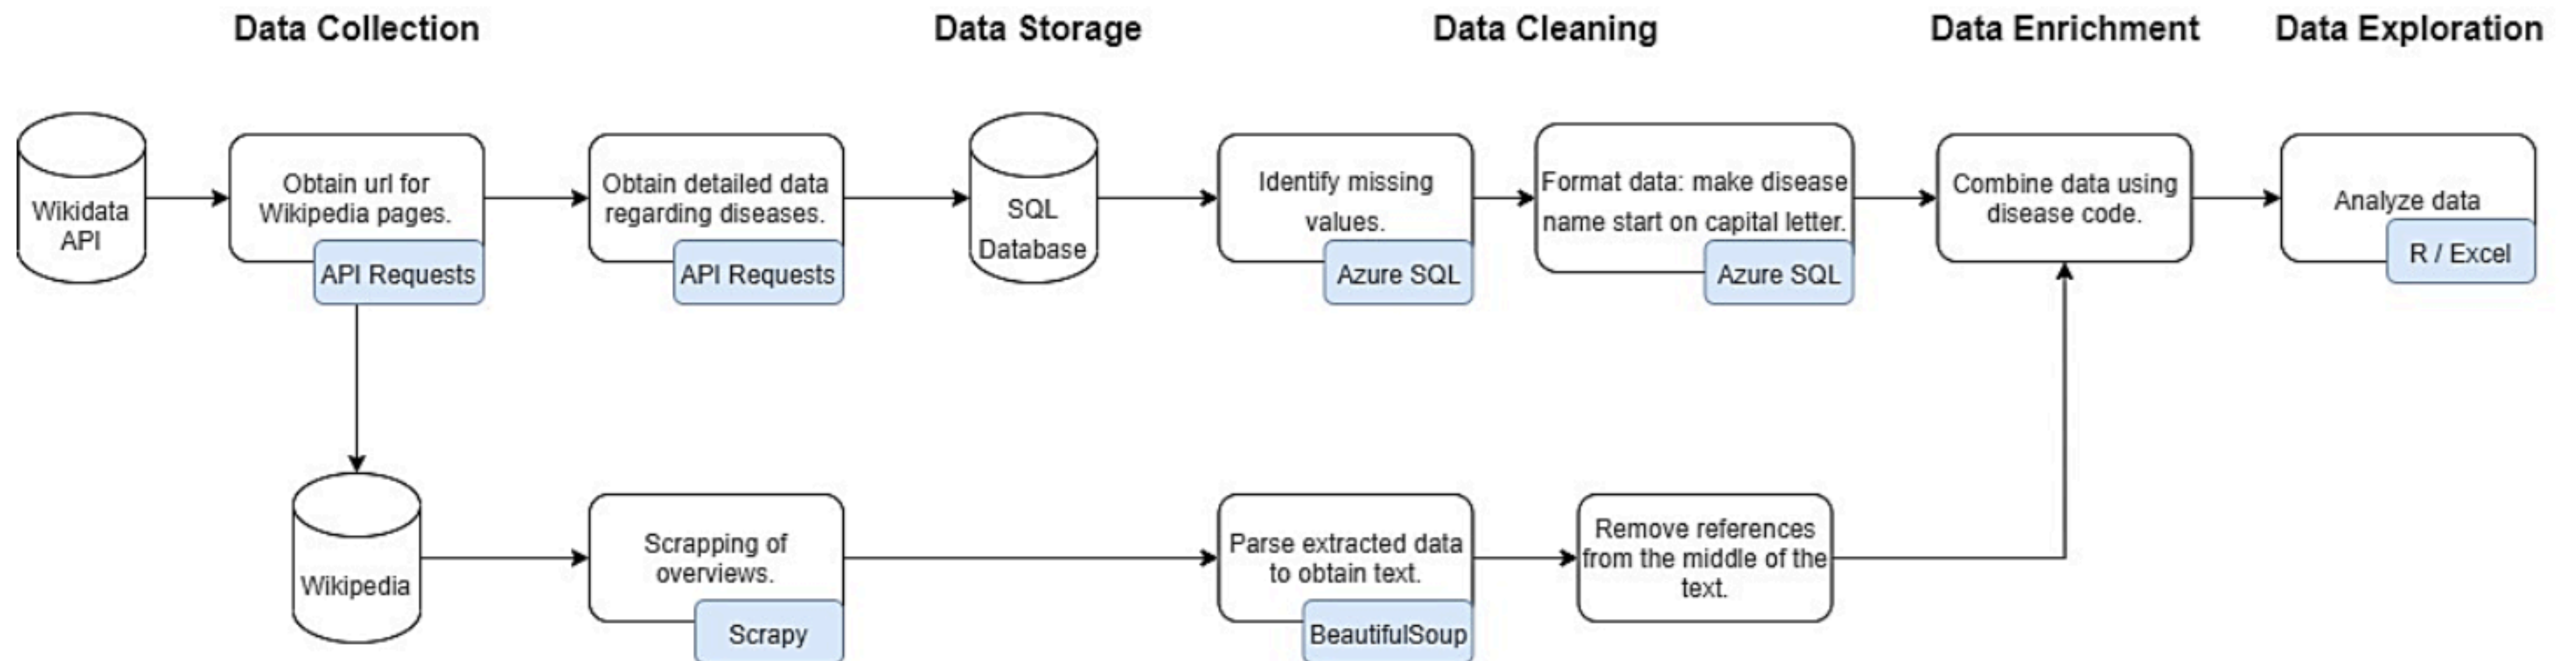 Data Collection
Data Storage
Data Cleaning
Data Enrichment
Data Exploration
Wikidata
API
Obtain url for
Wikipedia pages.
API Requests
Obtain detailed data
regarding diseases.
API Requests
SQL
Database
Identify missing
values.
Azure SQL
Format data: make disease
name start on capital letter.
Azure SQL
Combine data using
disease code.
Analyze data
R / Excel
Wikipedia
Scrapping of
overviews.
Scrapy
Parse extracted data
to obtain text.
BeautifulSoup
Remove references
from the middle of the
text.